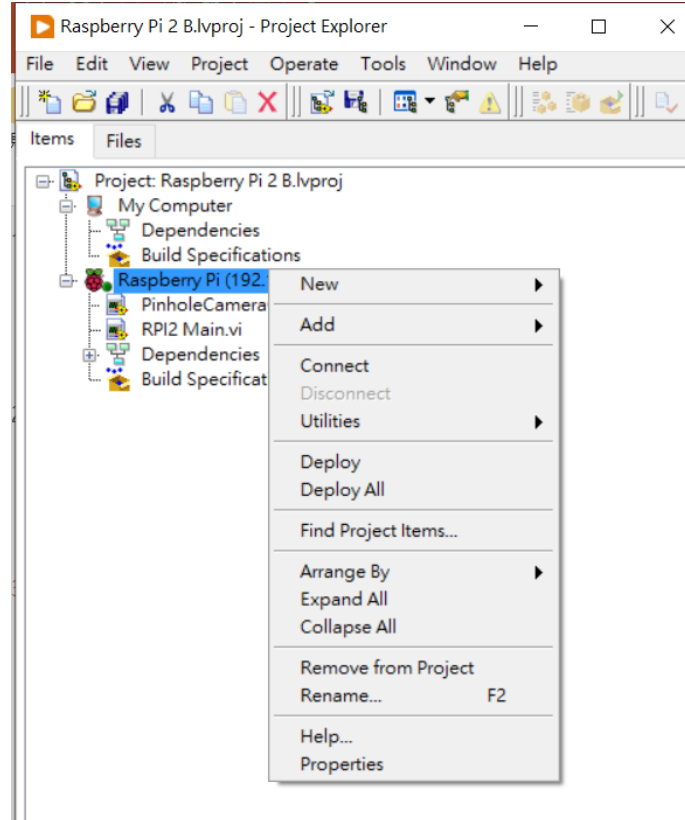 Raspberry Pi 2 B.lvproj - Project Explorer
File Edit View Project Operate Tools Window Help
Items Files
Project: Raspberry Pi 2 B.lvproj
My Computer
Dependencies
Build Specifications
Raspberry Pi (192.
PinholeCamera
RPI2 Main.vi
Dependencies
Build Specificat
New
Add
Connect
Disconnect
Utilities
Deploy
Deploy All
Find Project Items...
Arrange By
Expand All
Collapse All
Remove from Project
Rename... F2
Help...
Properties